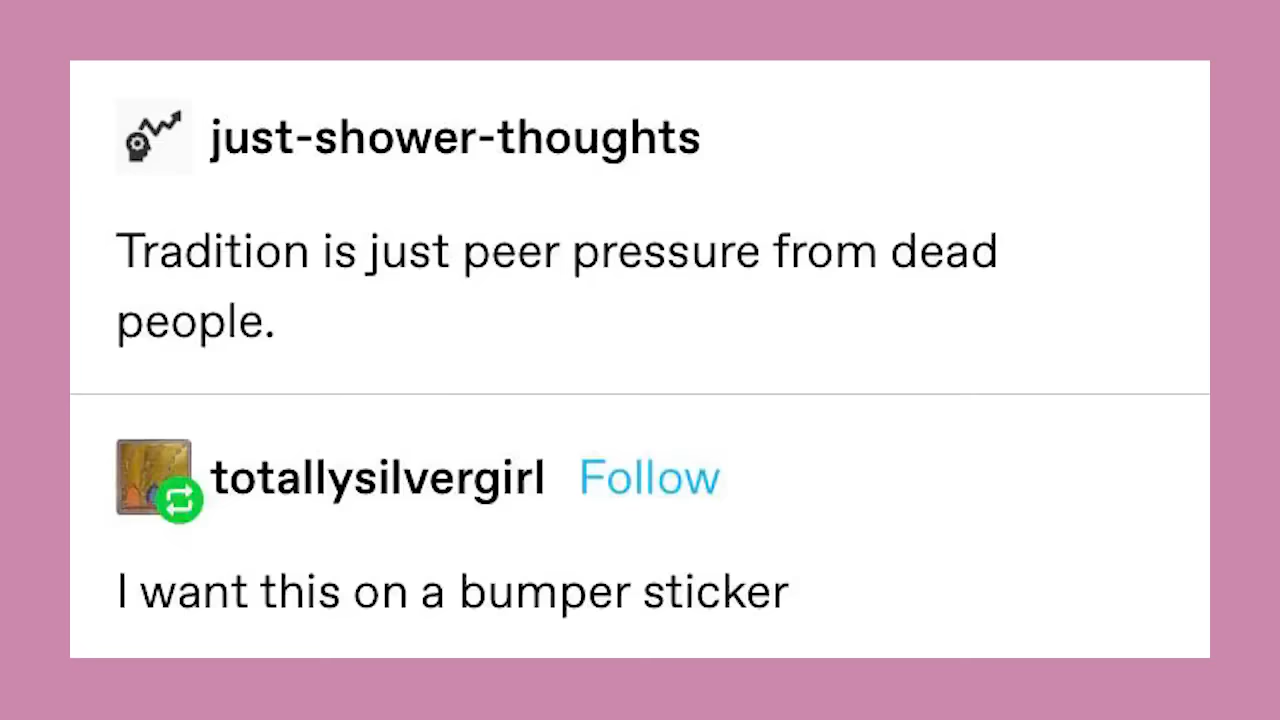 just-shower-thoughts
Tradition is just peer pressure from dead
people.
totallysilvergirl Follow
I want this on a bumper sticker